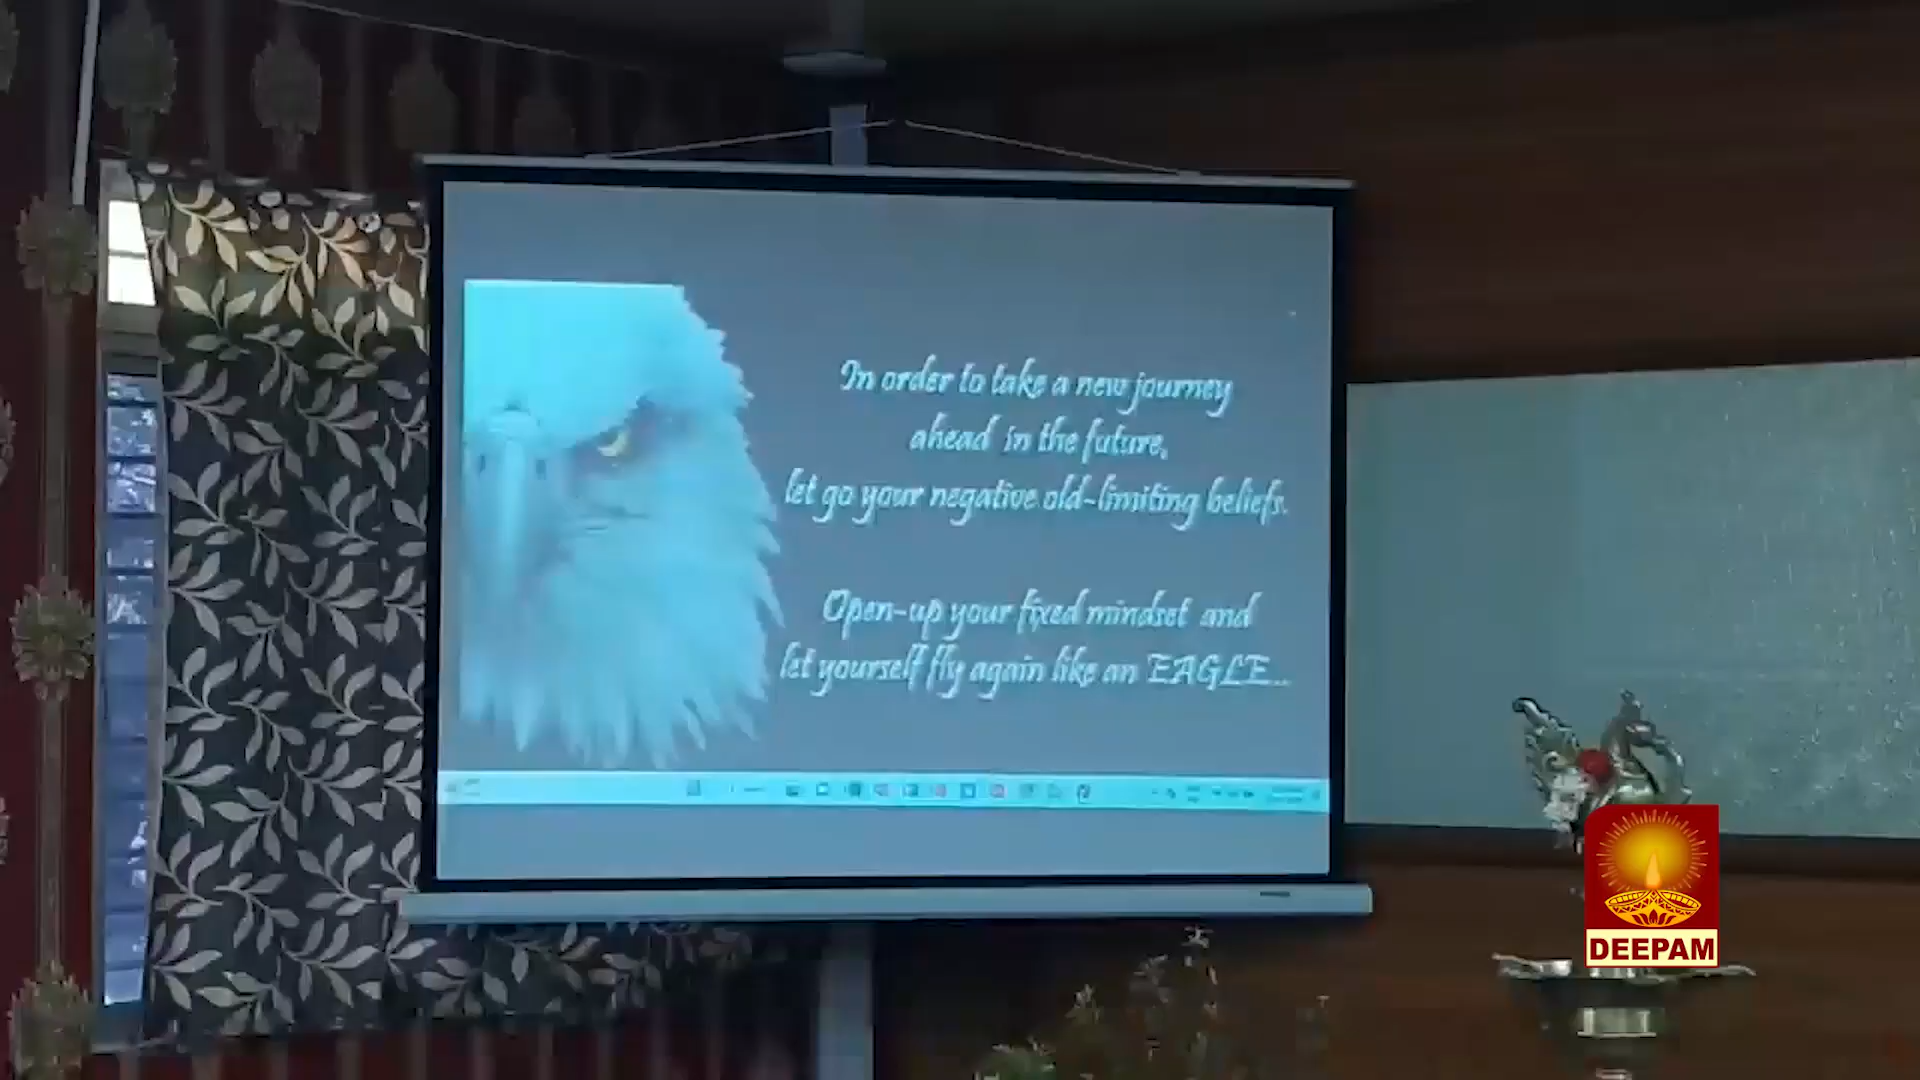 In order to take a new journey
ahead in the future,
let go your negative old-limiting beliefs.
Open-up your fixed mindset and
let yourself fly again like an EAGLE...
DEEPAM